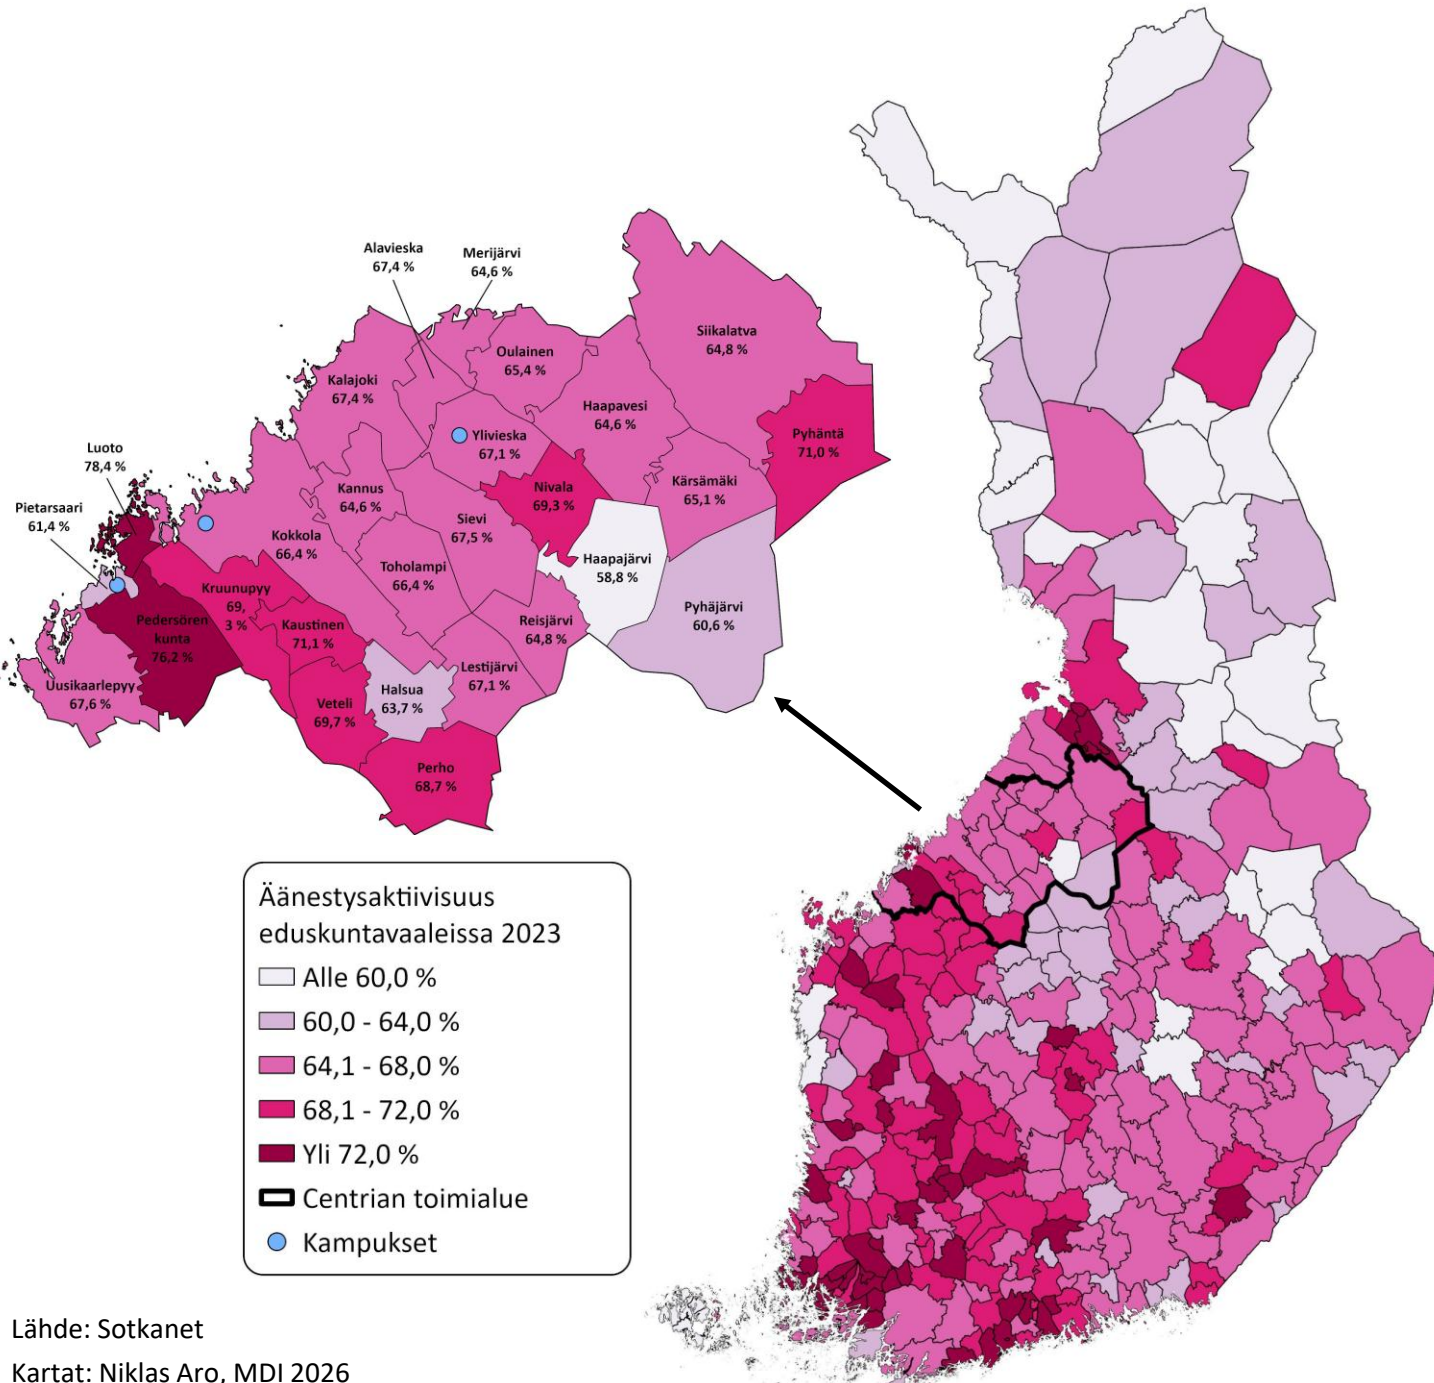 Alavieska
67,4 %
Merijärvi
64,6 %
Siikalatva
64,8 %
Oulainen
65,4 %
Kalajoki
67,4 %
Haapavesi
64,6 %
Pyhäntä
71,0 %
Ylivieska
67,1 %
Luoto
78,4 %
Kärsämäki
65,1 %
Nivala
69,3 %
Kannus
64,6 %
Pietarsaari
61,4 %
Sievi
67,5 %
Kokkola
66,4 %
Haapajärvi
58,8 %
Toholampi
66,4 %
Kruunupyy
69,
3 %
Pyhäjärvi
60,6 %
Pedersören
kunta
76,2 %
Kaustinen
71,1 %
Reisjärvi
64,8 %
Lestijärvi
67,1 %
Uusikaarlepyy
67,6 %
Halsua
63,7 %
Veteli
69,7 %
Perho
68,7 %
Äänestysaktiivisuus
eduskuntavaaleissa 2023
Alle 60,0 %
60,0 - 64,0 %
64,1 - 68,0 %
68,1 - 72,0 %
Yli 72,0 %
Centrian toimialue
Kampukset
Lähde: Sotkanet
Kartat: Niklas Aro, MDI 2026